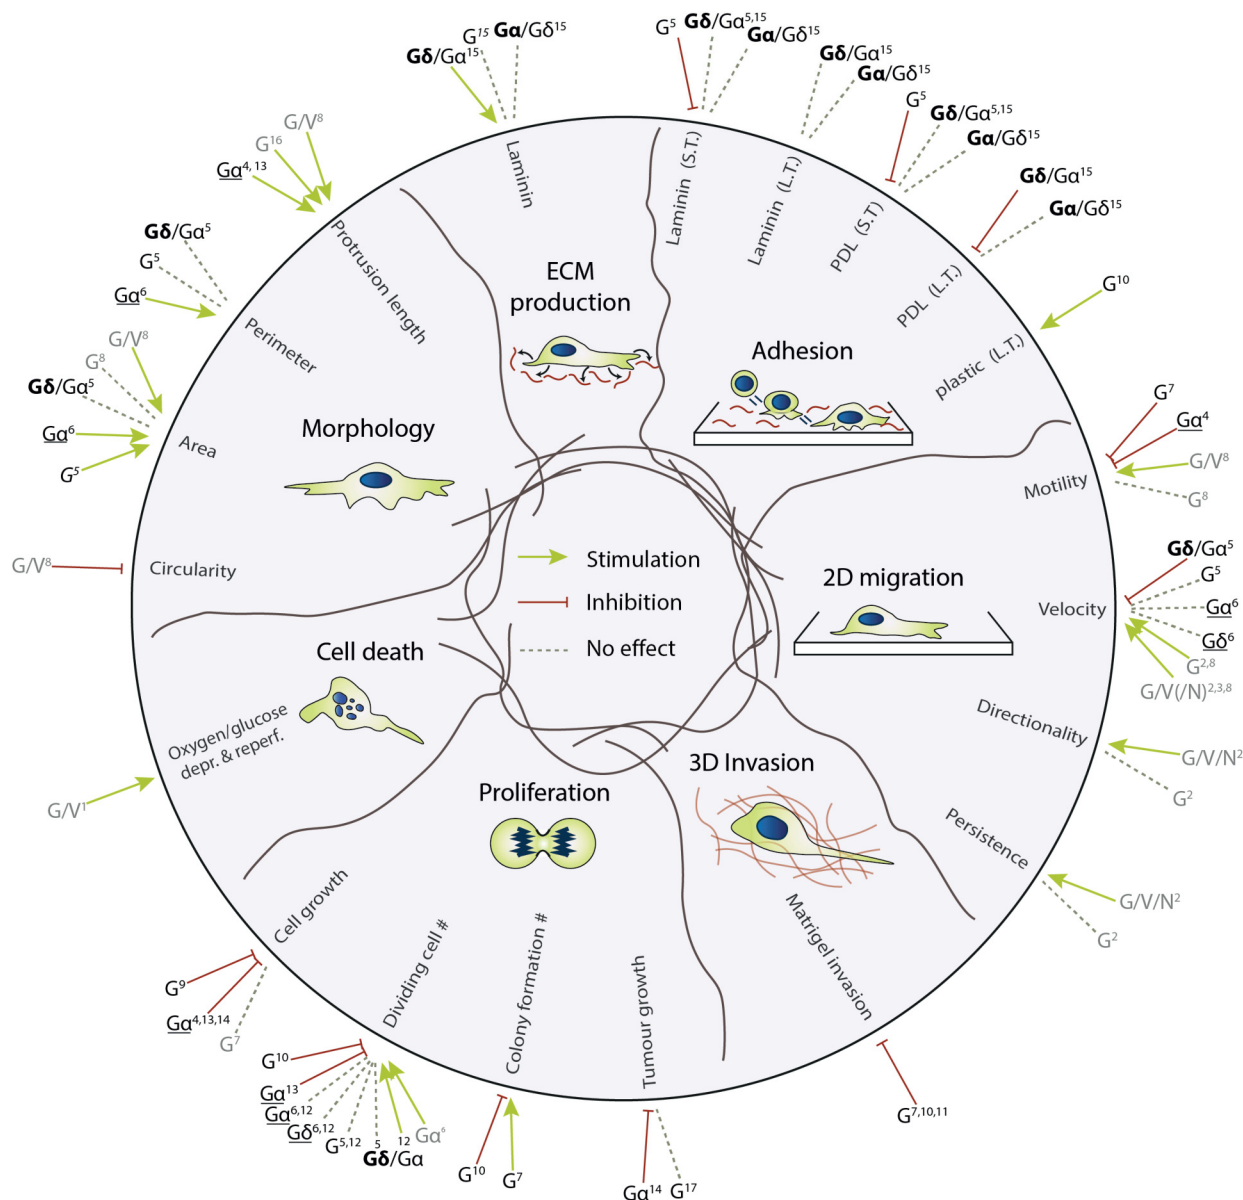 G¹⁵ Gα/Gδ¹⁵
Gδ/Gα¹⁵
Laminin
G⁵ Gδ/Gα⁵,¹⁵
Gα/Gδ¹⁵
Laminin (S.T.)
Gδ/Gα¹⁵
Gα/Gδ¹⁵
Laminin (L.T.)
G⁵
Gδ/Gα⁵,¹⁵
Gα/Gδ¹⁵
PDL (S.T)
Gδ/Gα¹⁵
Gα/Gδ¹⁵
PDL (L.T.)
G¹⁰
plastic (L.T.)
G/V⁸
G¹⁶
Gα⁴,¹³
Protrusion length
Gδ/Gα⁵
G⁵
Gα⁶
Perimeter
G/V⁸
G⁸
Gδ/Gα⁵
Gα⁶
G⁵
Area
G/V⁸
Circularity
ECM
production
Adhesion
Morphology
G⁷
Gα⁴
G/V⁸
G⁸
Motility
Stimulation
Inhibition
No effect
2D migration
Gδ/Gα⁵
G⁵
Gα⁶
Gδ⁶
G²,⁸
G/V(/N)²,³,⁸
Velocity
Directionality
G/V/N²
G²
Persistence
G/V/N²
G²
Cell death
Oxygen/glucose
depr. & reperf.
G/V¹
Proliferation
3D Invasion
Matrigel invasion
G⁷,¹⁰,¹¹
Cell growth
G⁹
Gα⁴,¹³,¹⁴
G⁷
Dividing cell #
G¹⁰
Gα¹³
Gα⁶,¹²
Gδ⁶,¹²
G⁵,¹²
5
Gδ/Gα
12
Gα⁶
Colony formation #
G¹⁰
G⁷
Tumour growth
Gα¹⁴
G¹⁷